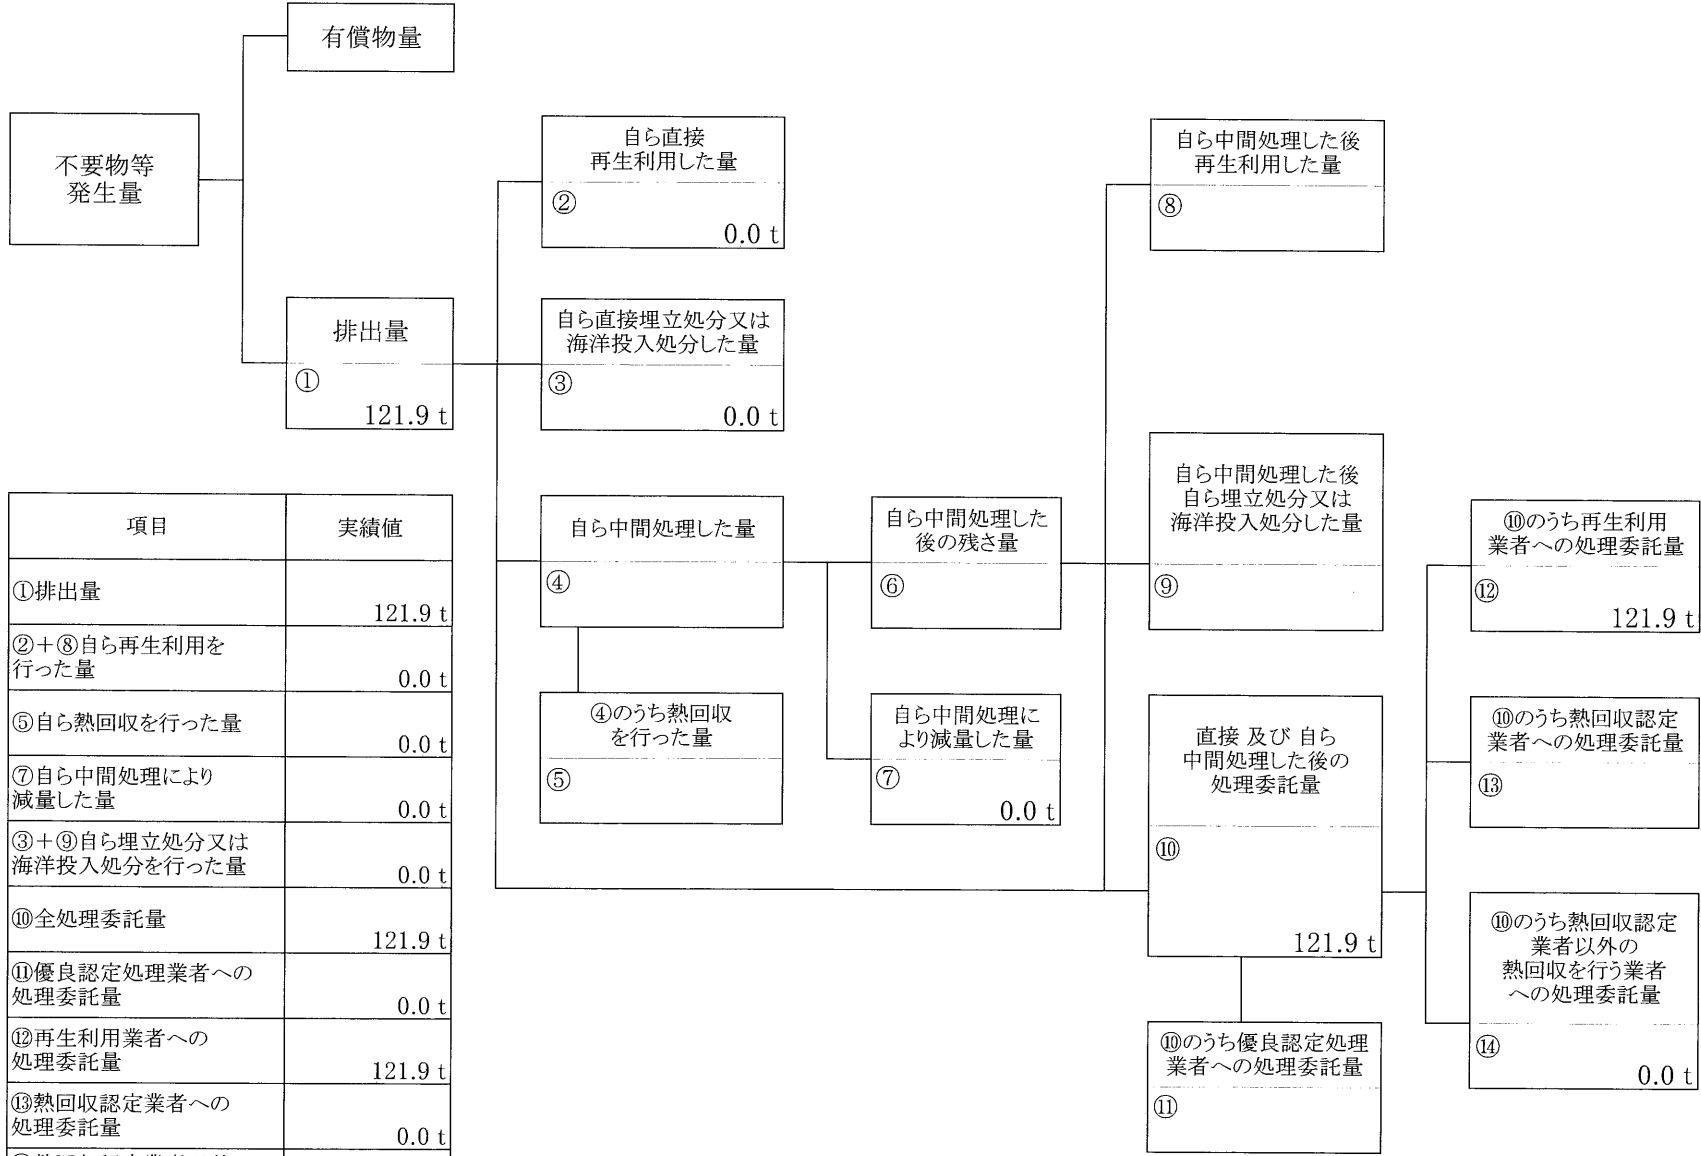 有償物量
不要物等
発生量
排出量
①
121.9 t
自ら直接
再生利用した量
②
0.0 t
自ら直接埋立処分又は
海洋投入処分した量
③
0.0 t
自ら中間処理した量
④
④のうち熱回収
を行った量
⑤
自ら中間処理した
後の残さ量
⑥
自ら中間処理に
より減量した量
⑦
0.0 t
自ら中間処理した後
再生利用した量
⑧
自ら中間処理した後
自ら埋立処分又は
海洋投入処分した量
⑨
直接 及び 自ら
中間処理した後の
処理委託量
⑩
121.9 t
⑩のうち優良認定処理
業者への処理委託量
⑪
⑩のうち再生利用
業者への処理委託量
⑫
121.9 t
⑩のうち熱回収認定
業者への処理委託量
⑬
⑩のうち熱回収認定
業者以外の
熱回収を行う業者
への処理委託量
⑭
0.0 t
項目 実績値
①排出量
121.9 t
②+⑧自ら再生利用を
行った量
0.0 t
⑤自ら熱回収を行った量
0.0 t
⑦自ら中間処理により
減量した量
0.0 t
③+⑨自ら埋立処分又は
海洋投入処分を行った量
0.0 t
⑩全処理委託量
121.9 t
⑪優良認定処理業者への
処理委託量
0.0 t
⑫再生利用業者への
処理委託量
121.9 t
⑬熱回収認定業者への
処理委託量
0.0 t